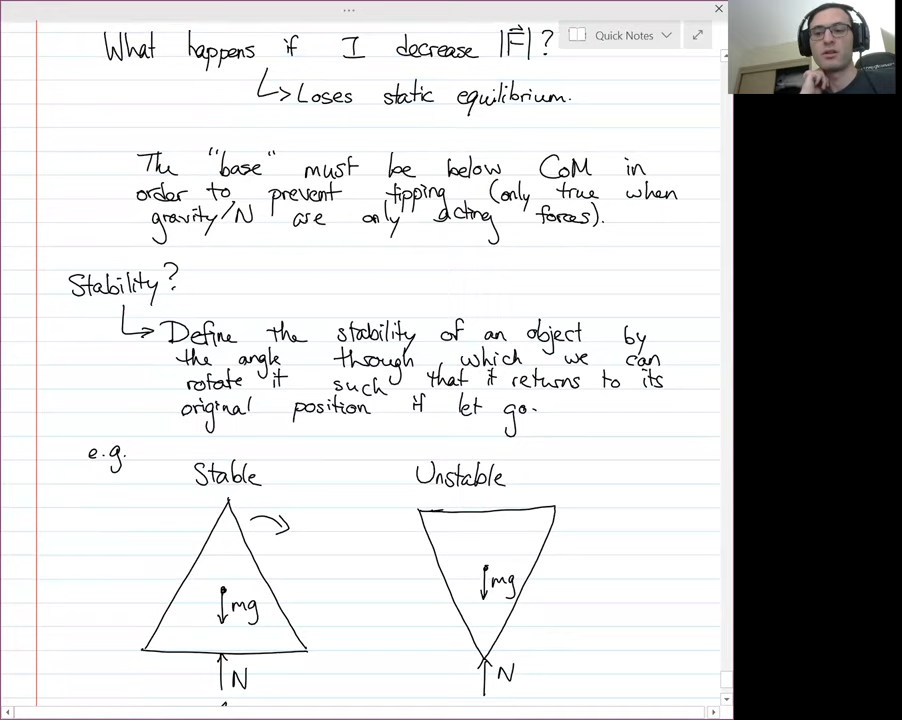 What happens if I decrease |F⃗|?
Quick Notes
↳ Loses static equilibrium.
The "base" must be below CoM in
order to prevent tipping (only true when
gravity/N are only acting forces).
Stability?
↳ Define the stability of an object by
the angle through which we can
rotate it such that it returns to its
original position if let go.
e.g.
Stable Unstable
mg mg
N N